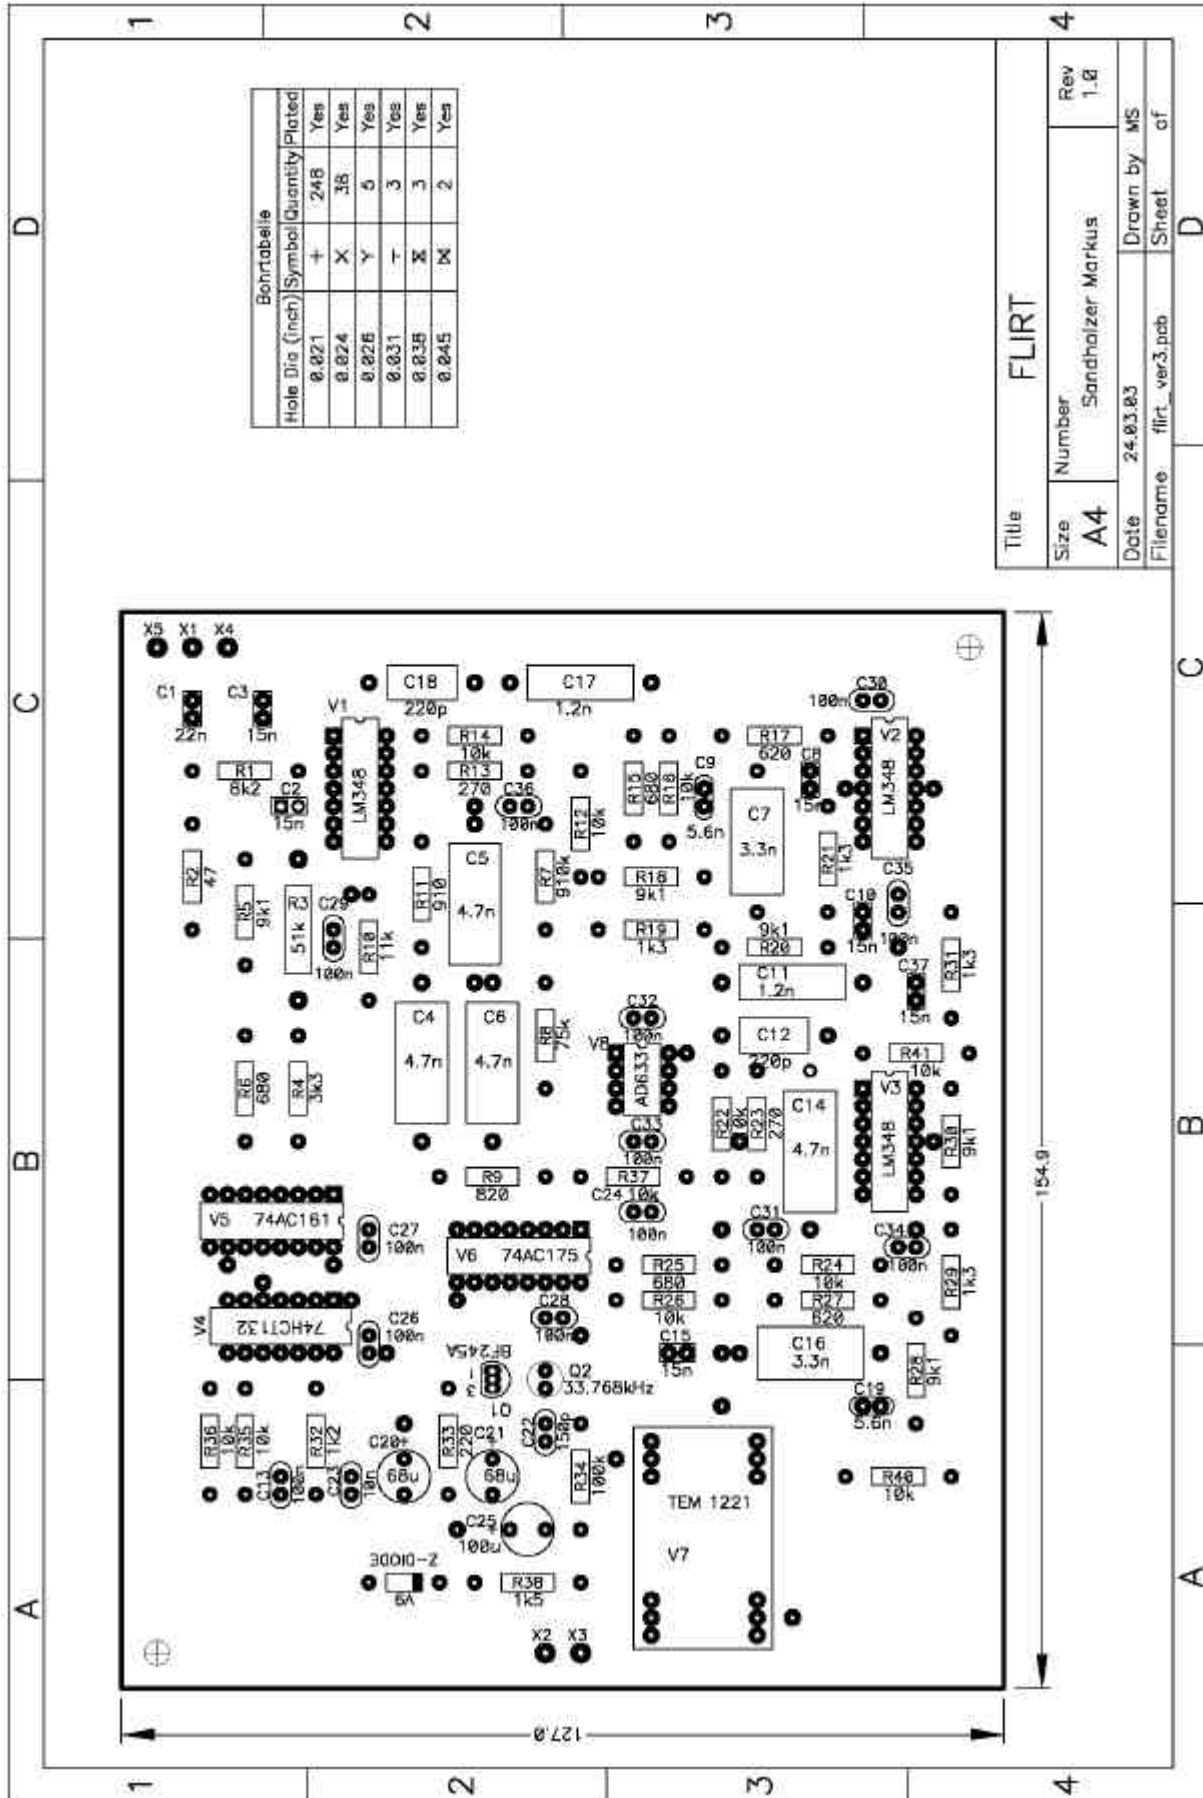 1
2
3
4
D
C
B
A
Bohrtabelle
Hole Dia (inch) Symbol Quantity Plated
0.021 + 248 Yes
0.024 X 38 Yes
0.028 Y 5 Yes
0.031 T 3 Yes
0.038 3 Yes
0.045 2 Yes
Title
FLIRT
Size
A4
Number
Sandholzer Markus
Rev
1.0
Date 24.03.03
Drawn by MS
Filename flirt_ver3.pcb
Sheet of
X5
X1
X4
C1
22n
C3
15n
V1
LM348
C18
220p
C17
1.2n
R1
8k2
C2
15n
R14
10k
R13
270
C36
100n
R12
10k
R15
680
R16
10k
C9
5.6n
R17
620
C8
15n
C7
3.3n
C30
100n
V2
LM348
R2
47
R5
9k1
R3
51k
C29
100n
R10
11k
R11
910
C5
4.7n
R7
910k
R18
9k1
R19
1k3
R21
1k3
C35
100n
C10
15n
9k1
R20
C11
1.2n
C37
15n
R31
1k3
C4
4.7n
C6
4.7n
R8
75k
C32
100n
V8
AD633
C33
100n
C12
220p
R41
10k
R6
680
R4
3k3
R22
10k
R23
270
C14
4.7n
V3
LM348
R30
9k1
R9
820
R37
10k
C24
100n
V5 74AC161
C27
100n
V6 74AC175
C31
100n
C34
100n
R25
680
R24
10k
R26
10k
R27
620
R29
1k3
V4
74HCT132
C26
100n
C28
100n
C15
15n
C16
3.3n
R28
9k1
BF245A
1
3
Q1
Q2
33.768kHz
C19
5.6n
R36
10k
R35
10k
R32
1k2
C20+
68u
R33
220
C21+
68u
C22
150p
C13
100n
C23
10n
R34
100k
C25
100u
+
TEM 1221
V7
R40
10k
Z-DIODE
6V
R38
1k5
X2
X3
154.9
127.0
1
2
3
4
D
C
B
A